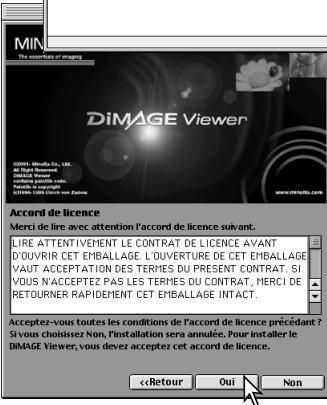 MIN
The essentials of imaging
DiMAGE Viewer
©2001- Minolta Co., Ltd.
All Right Reserved.
DiMAGE Viewer
contains paintlib code.
Paintlib is copyright
(c)1996-1999 Ulrich von Zadow.
www.minolta.com
Accord de licence
Merci de lire avec attention l'accord de licence suivant.
LIRE ATTENTIVEMENT LE CONTRAT DE LICENCE AVANT
D'OUVRIR CET EMBALLAGE. L'OUVERTURE DE CET EMBALLAGE
VAUT ACCEPTATION DES TERMES DU PRESENT CONTRAT. SI
VOUS N'ACCEPTEZ PAS LES TERMES DU CONTRAT, MERCI DE
RETOURNER RAPIDEMENT CET EMBALLAGE INTACT.
Acceptez-vous toutes les conditions de l'accord de licence précédant ?
Si vous choisissez Non, l'installation sera annulée. Pour installer le
DiMAGE Viewer, vous devez acceptez cet accord de licence.
<<Retour
Oui
Non